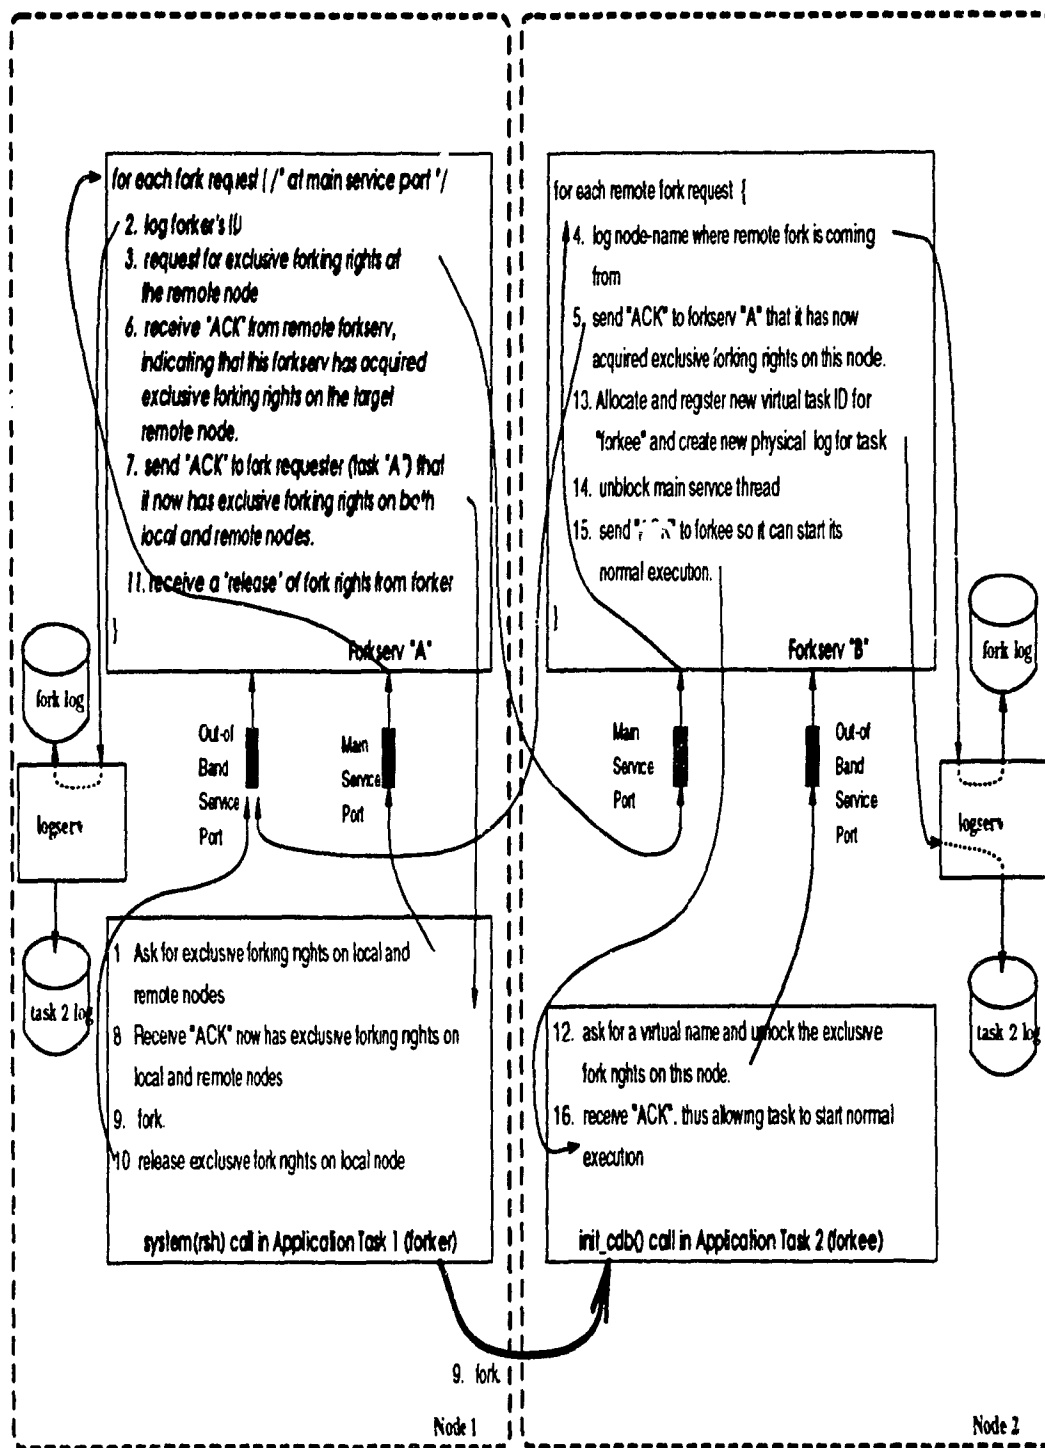 for each fork request { /* at main service port */
2. log forker's ID
3. request for exclusive forking rights at
the remote node
6. receive "ACK" from remote forkserv,
indicating that this forkserv has acquired
exclusive forking rights on the target
remote node.
7. send "ACK" to fork requester (task "A") that
it now has exclusive forking rights on both
local and remote nodes.
11. receive a 'release' of fork rights from forker
}
Forkserv "A"
for each remote fork request {
4. log node-name where remote fork is coming
from
5. send "ACK" to forkserv "A" that it has now
acquired exclusive forking rights on this node.
13. Allocate and register new virtual task ID for
"forkee" and create new physical log for task
14. unblock main service thread
15. send to forkee so it can start its
normal execution.
}
Forkserv "B"
fork log
logserv
task 2 log
Out-of
Band
Service
Port
Main
Service
Port
Main
Service
Port
Out-of
Band
Service
Port
fork log
logserv
task 2 log
1 Ask for exclusive forking rights on local and
remote nodes
8 Receive "ACK" now has exclusive forking rights on
local and remote nodes
9. fork.
10 release exclusive fork rights on local node
system(rsh) call in Application Task 1 (forker)
12. ask for a virtual name and unlock the exclusive
fork rights on this node.
16. receive "ACK". thus allowing task to start normal
execution
init_cdb() call in Application Task 2 (forkee)
9. fork
Node 1
Node 2